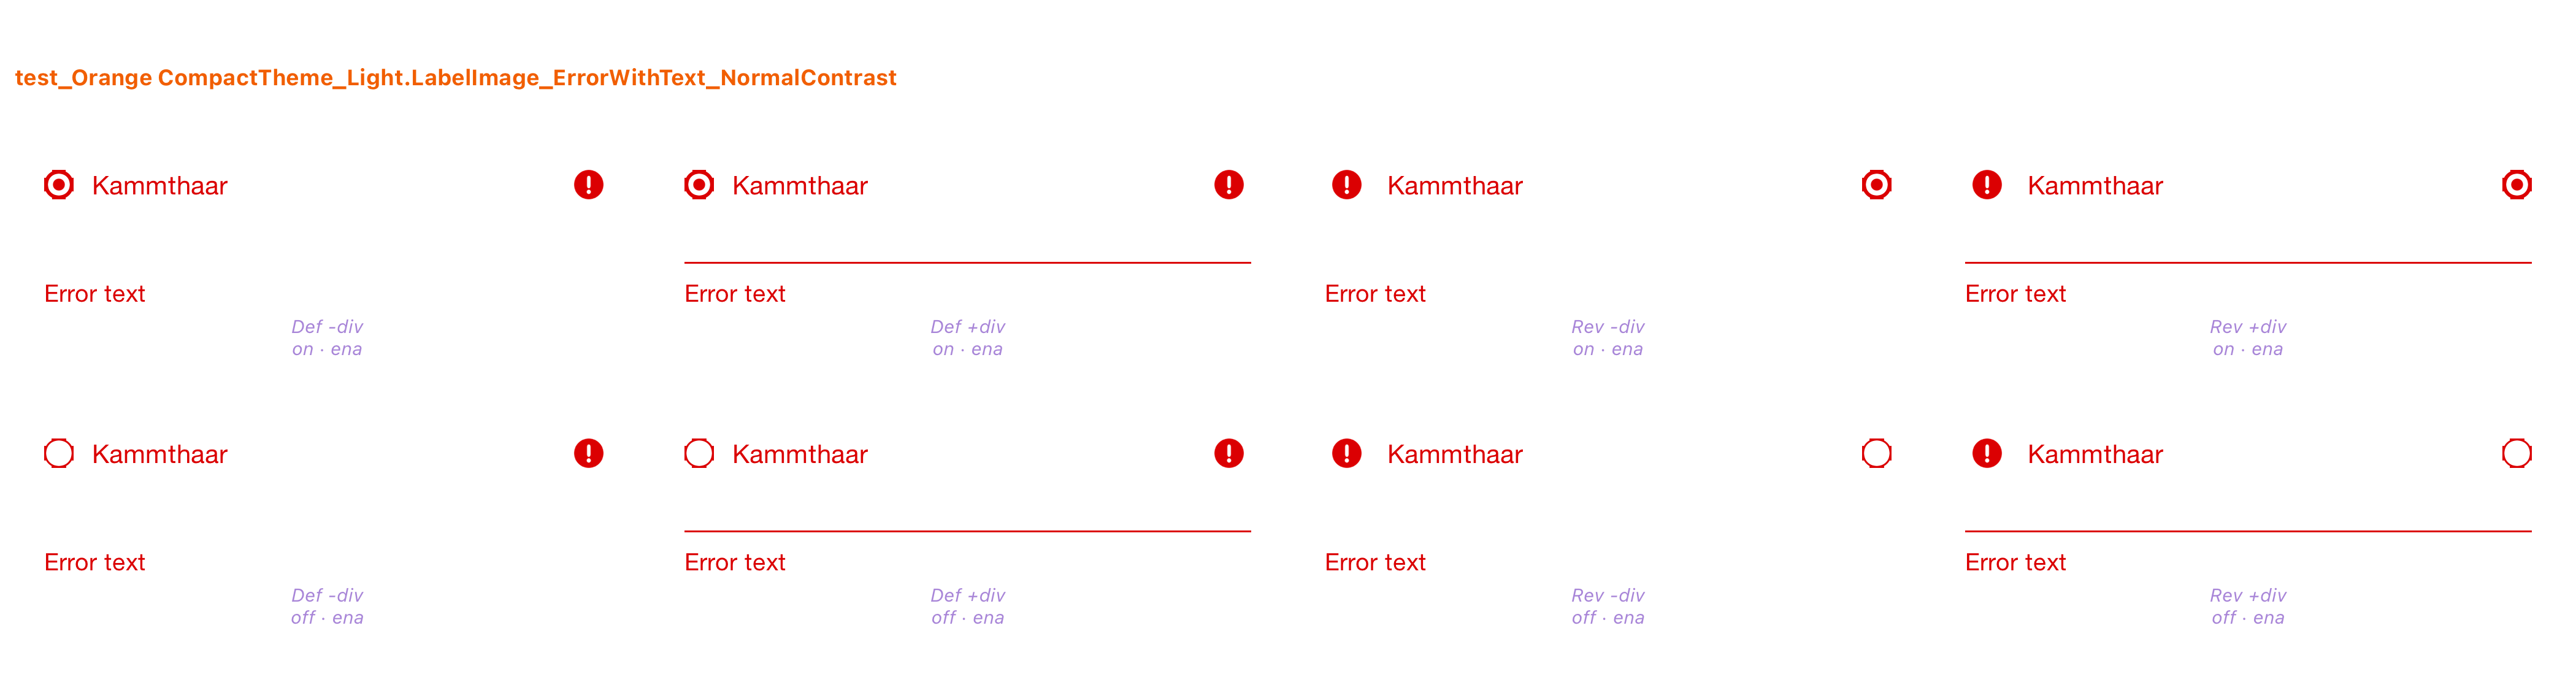 test_Orange CompactTheme_Light.LabelImage_ErrorWithText_NormalContrast
Kammthaar
Kammthaar
Kammthaar
Kammthaar
Error text
Error text
Error text
Error text
Def -div
on · ena
Def +div
on · ena
Rev -div
on · ena
Rev +div
on · ena
Kammthaar
Kammthaar
Kammthaar
Kammthaar
Error text
Error text
Error text
Error text
Def -div
off · ena
Def +div
off · ena
Rev -div
off · ena
Rev +div
off · ena